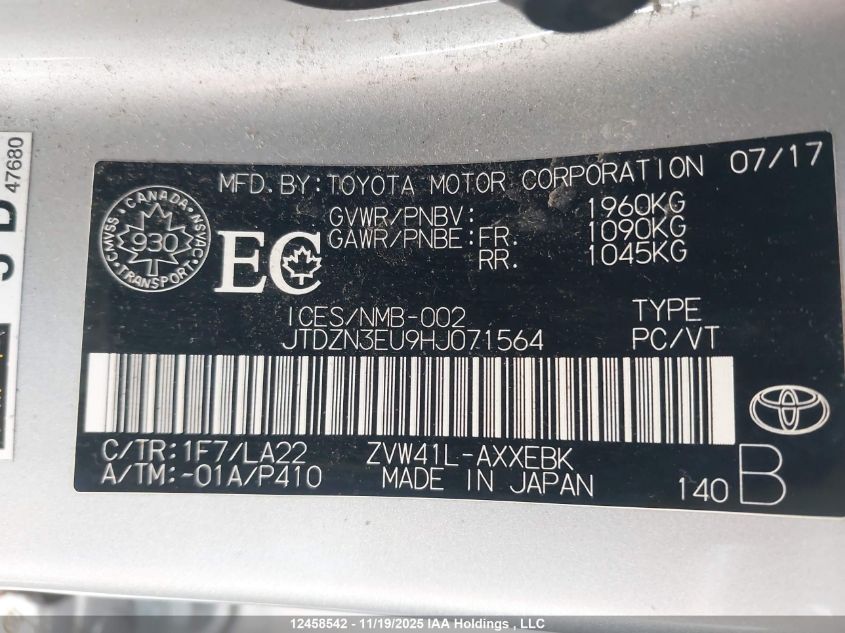 47680
MFD. BY: TOYOTA MOTOR CORPORATION 07/17
CMVSS CANADA NSVAC
930
TRANSPORT
EC
GVWR/PNBV: 1960KG
GAWR/PNBE: FR. 1090KG
RR. 1045KG
ICES/NMB-002
TYPE
JTDZN3EU9HJ071564
PC/VT
C/TR: 1F7/LA22 ZVW41L-AXXEBK
A/TM: -01A/P410 MADE IN JAPAN
140 B
12458542 - 11/19/2025 IAA Holdings , LLC